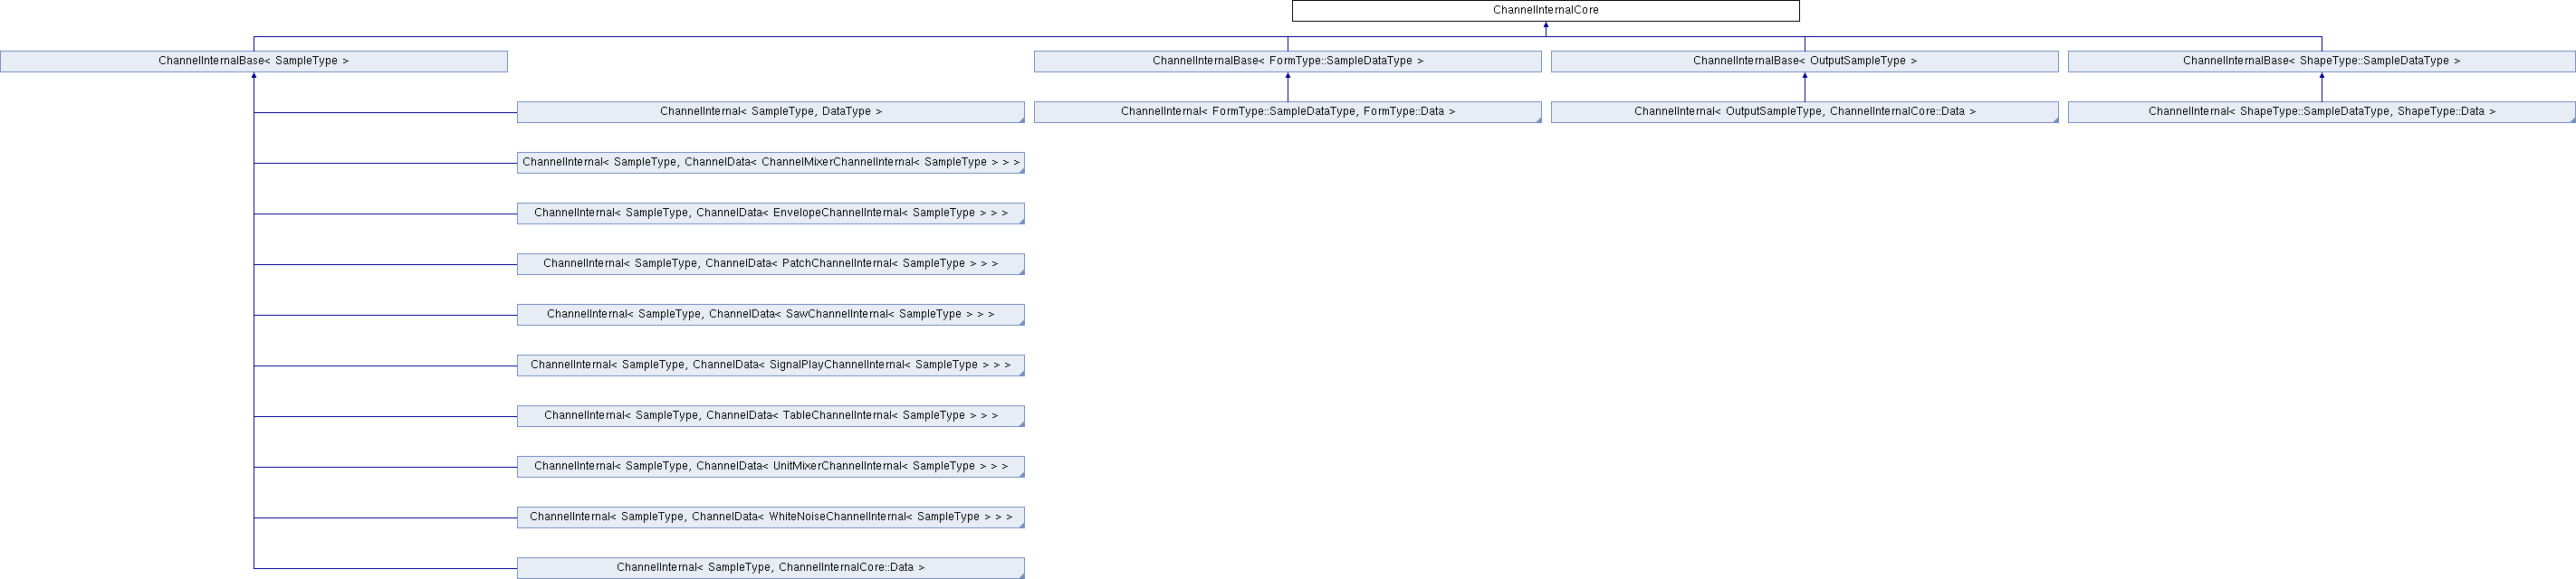 ChannelInternalCore
ChannelInternalBase< SampleType >
ChannelInternalBase< FormType::SampleDataType >
ChannelInternalBase< OutputSampleType >
ChannelInternalBase< ShapeType::SampleDataType >
ChannelInternal< SampleType, DataType >
ChannelInternal< FormType::SampleDataType, FormType::Data >
ChannelInternal< OutputSampleType, ChannelInternalCore::Data >
ChannelInternal< ShapeType::SampleDataType, ShapeType::Data >
ChannelInternal< SampleType, ChannelData< ChannelMixerChannelInternal< SampleType > > >
ChannelInternal< SampleType, ChannelData< EnvelopeChannelInternal< SampleType > > >
ChannelInternal< SampleType, ChannelData< PatchChannelInternal< SampleType > > >
ChannelInternal< SampleType, ChannelData< SawChannelInternal< SampleType > > >
ChannelInternal< SampleType, ChannelData< SignalPlayChannelInternal< SampleType > > >
ChannelInternal< SampleType, ChannelData< TableChannelInternal< SampleType > > >
ChannelInternal< SampleType, ChannelData< UnitMixerChannelInternal< SampleType > > >
ChannelInternal< SampleType, ChannelData< WhiteNoiseChannelInternal< SampleType > > >
ChannelInternal< SampleType, ChannelInternalCore::Data >